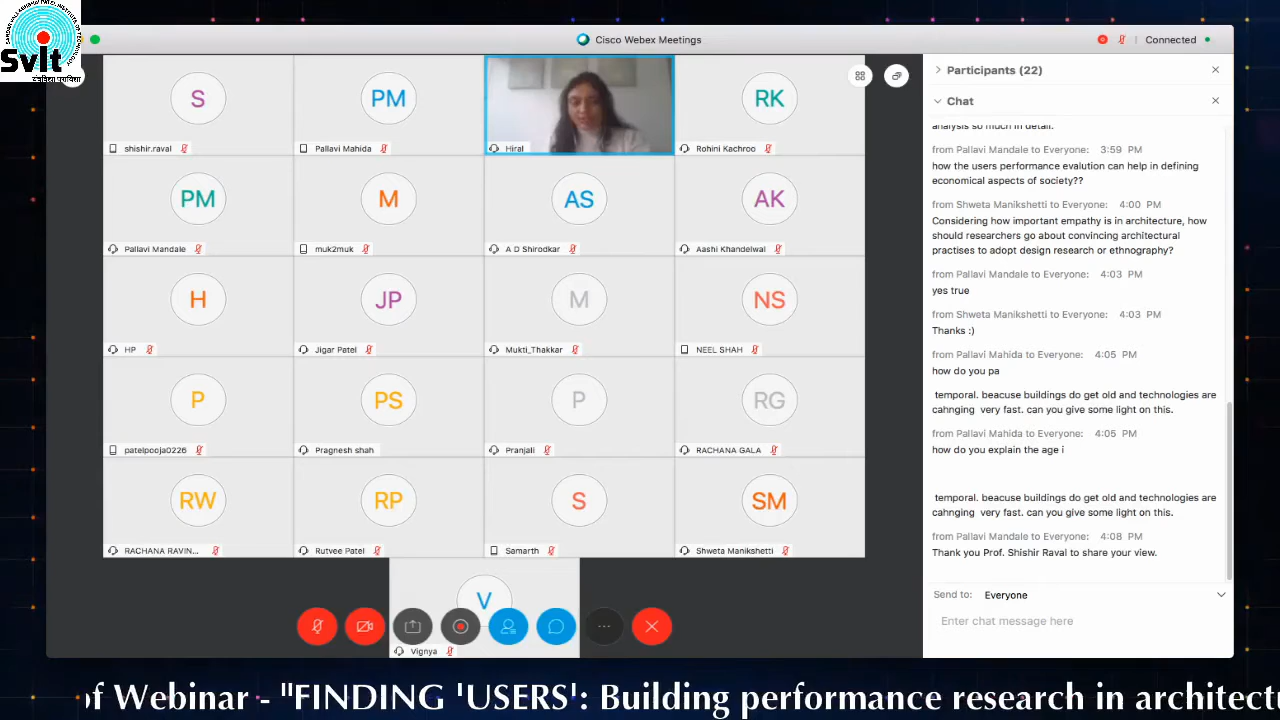 SARDAR VALLABHBHAI PATEL INSTITUTE OF TECHNOLOGY
SVIT
Cisco Webex Meetings
Connected
S
shishir.raval
PM
Pallavi Mahida
Hiral
RK
Rohini Kachroo
PM
Pallavi Mandale
M
muk2muk
AS
A D Shirodkar
AK
Aashi Khandelwal
H
HP
JP
Jigar Patel
M
Mukti_Thakkar
NS
NEEL SHAH
P
patelpooja0226
PS
Pragnesh shah
P
Pranjali
RG
RACHANA GALA
RW
RACHANA RAVIN...
RP
Rutvee Patel
S
Samarth
SM
Shweta Manikshetti
V
Vignya
Participants (22)
Chat
analysis so much in detail.
from Pallavi Mandale to Everyone: 3:59 PM
how the users performance evalution can help in defining
economical aspects of society??
from Shweta Manikshetti to Everyone: 4:00 PM
Considering how important empathy is in architecture, how
should researchers go about convincing architectural
practises to adopt design research or ethnography?
from Pallavi Mandale to Everyone: 4:03 PM
yes true
from Shweta Manikshetti to Everyone: 4:03 PM
Thanks :)
from Pallavi Mahida to Everyone: 4:05 PM
how do you pa
temporal. beacuse buildings do get old and technologies are
cahnging very fast. can you give some light on this.
from Pallavi Mahida to Everyone: 4:05 PM
how do you explain the age i
temporal. beacuse buildings do get old and technologies are
cahnging very fast. can you give some light on this.
from Pallavi Mandale to Everyone: 4:08 PM
Thank you Prof. Shishir Raval to share your view.
Send to: Everyone
Enter chat message here
of Webinar - "FINDING 'USERS': Building performance research in architectu